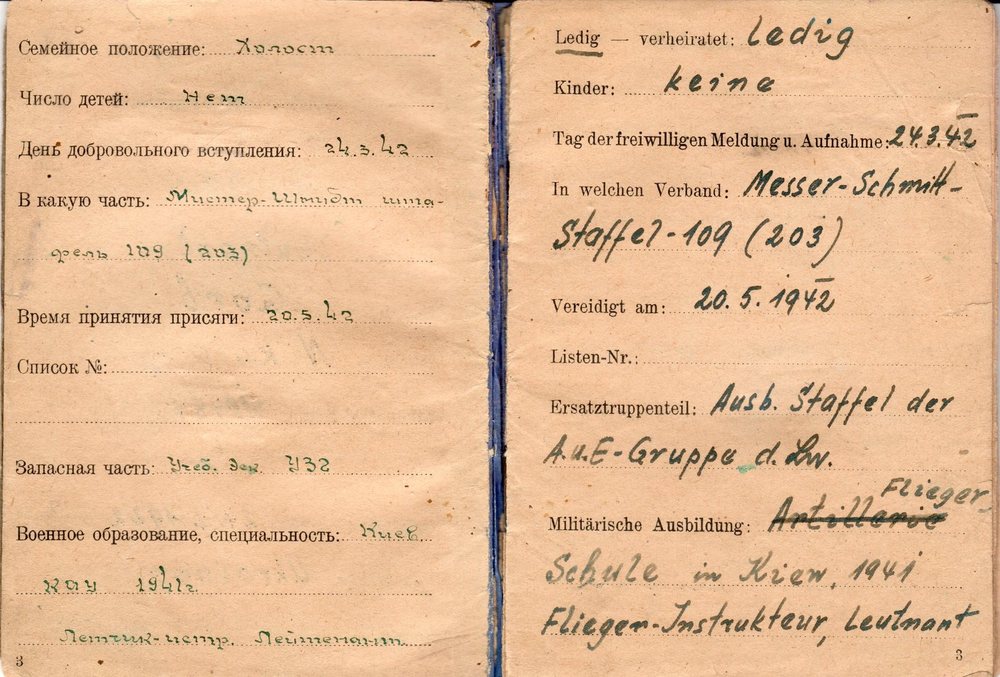 Семейное положение: Холост
Число детей: Нет
День добровольного вступления: 24.3.42
В какую часть: Мистер-Шмидт шта-
фель 109 (203)
Время принятия присяги: 20.5.42
Список №:
Запасная часть: Учеб. Эск. УЗГ
Военное образование, специальность: Киев
КАУ 1941г.
Летчик-истр. Лейтенант
3
Ledig — verheiratet: ledig
Kinder: keine
Tag der freiwilligen Meldung u. Aufnahme: 24.3.42
In welchen Verband: Messer-Schmitt-
Staffel-109 (203)
Vereidigt am: 20.5.1942
Listen-Nr.:
Ersatztruppenteil: Ausb. Staffel der
A.u.E-Gruppe d. Lw.
Militärische Ausbildung: Artillerie Flieger-
Schule in Kiew, 1941
Flieger-Instrukteur, Leutnant
3